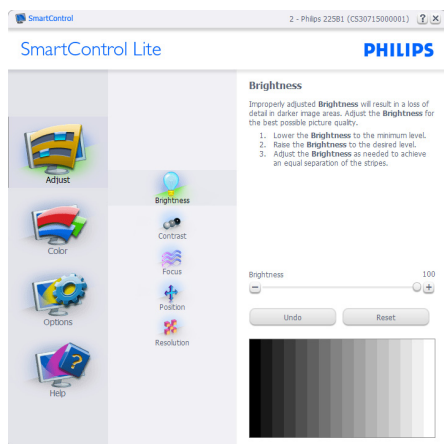 SmartControl
2 - Philips 225B1 (CS30715000001)
?
×
SmartControl Lite
PHILIPS
Adjust
Color
Options
Help
Brightness
Contrast
Focus
Position
Resolution
Brightness
Improperly adjusted Brightness will result in a loss of
detail in darker image areas. Adjust the Brightness for
the best possible picture quality.
1. Lower the Brightness to the minimum level.
2. Raise the Brightness to the desired level.
3. Adjust the Brightness as needed to achieve
an equal separation of the stripes.
Brightness 100
Undo
Reset